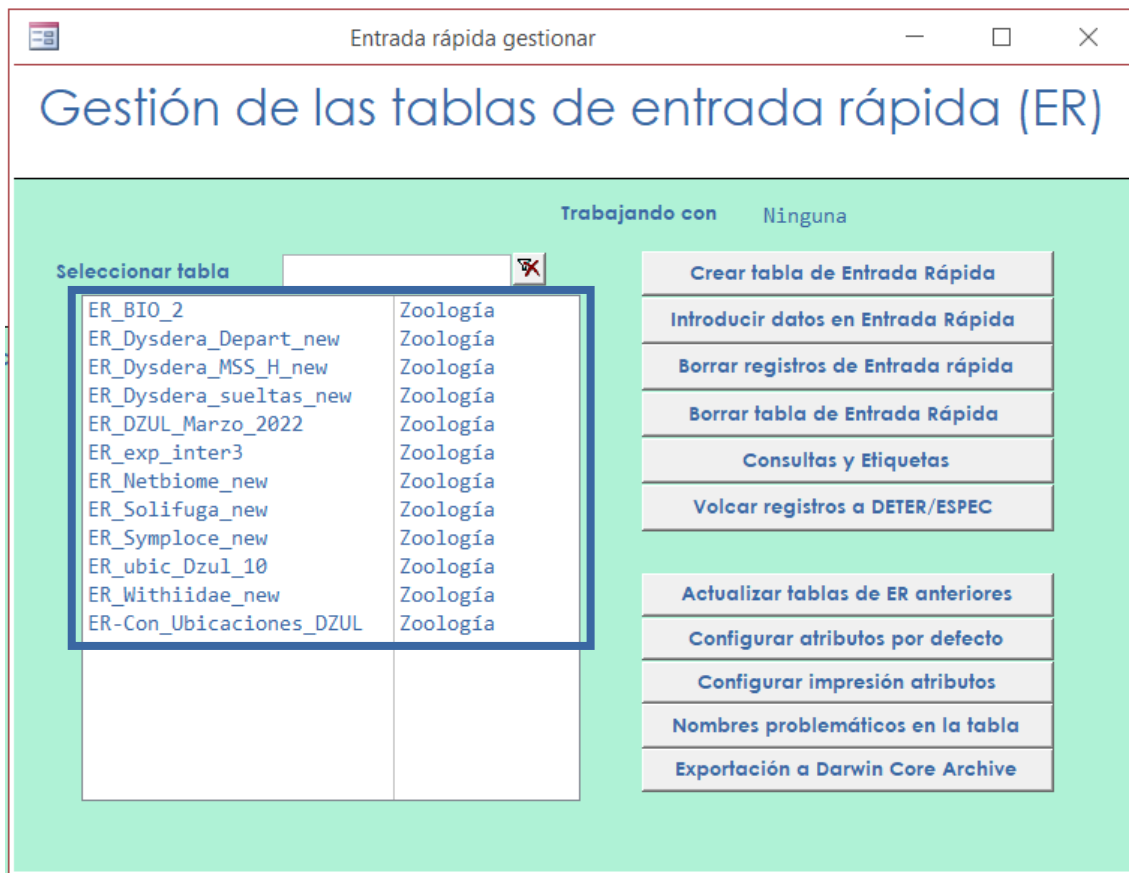 Entrada rápida gestionar
Gestión de las tablas de entrada rápida (ER)
Trabajando con Ninguna
Seleccionar tabla
ER_BIO_2 Zoología
ER_Dysdera_Depart_new Zoología
ER_Dysdera_MSS_H_new Zoología
ER_Dysdera_sueltas_new Zoología
ER_DZUL_Marzo_2022 Zoología
ER_exp_inter3 Zoología
ER_Netbiome_new Zoología
ER_Solifuga_new Zoología
ER_Symploce_new Zoología
ER_ubic_Dzul_10 Zoología
ER_Withiidae_new Zoología
ER-Con_Ubicaciones_DZUL Zoología
Crear tabla de Entrada Rápida
Introducir datos en Entrada Rápida
Borrar registros de Entrada rápida
Borrar tabla de Entrada Rápida
Consultas y Etiquetas
Volcar registros a DETER/ESPEC
Actualizar tablas de ER anteriores
Configurar atributos por defecto
Configurar impresión atributos
Nombres problemáticos en la tabla
Exportación a Darwin Core Archive